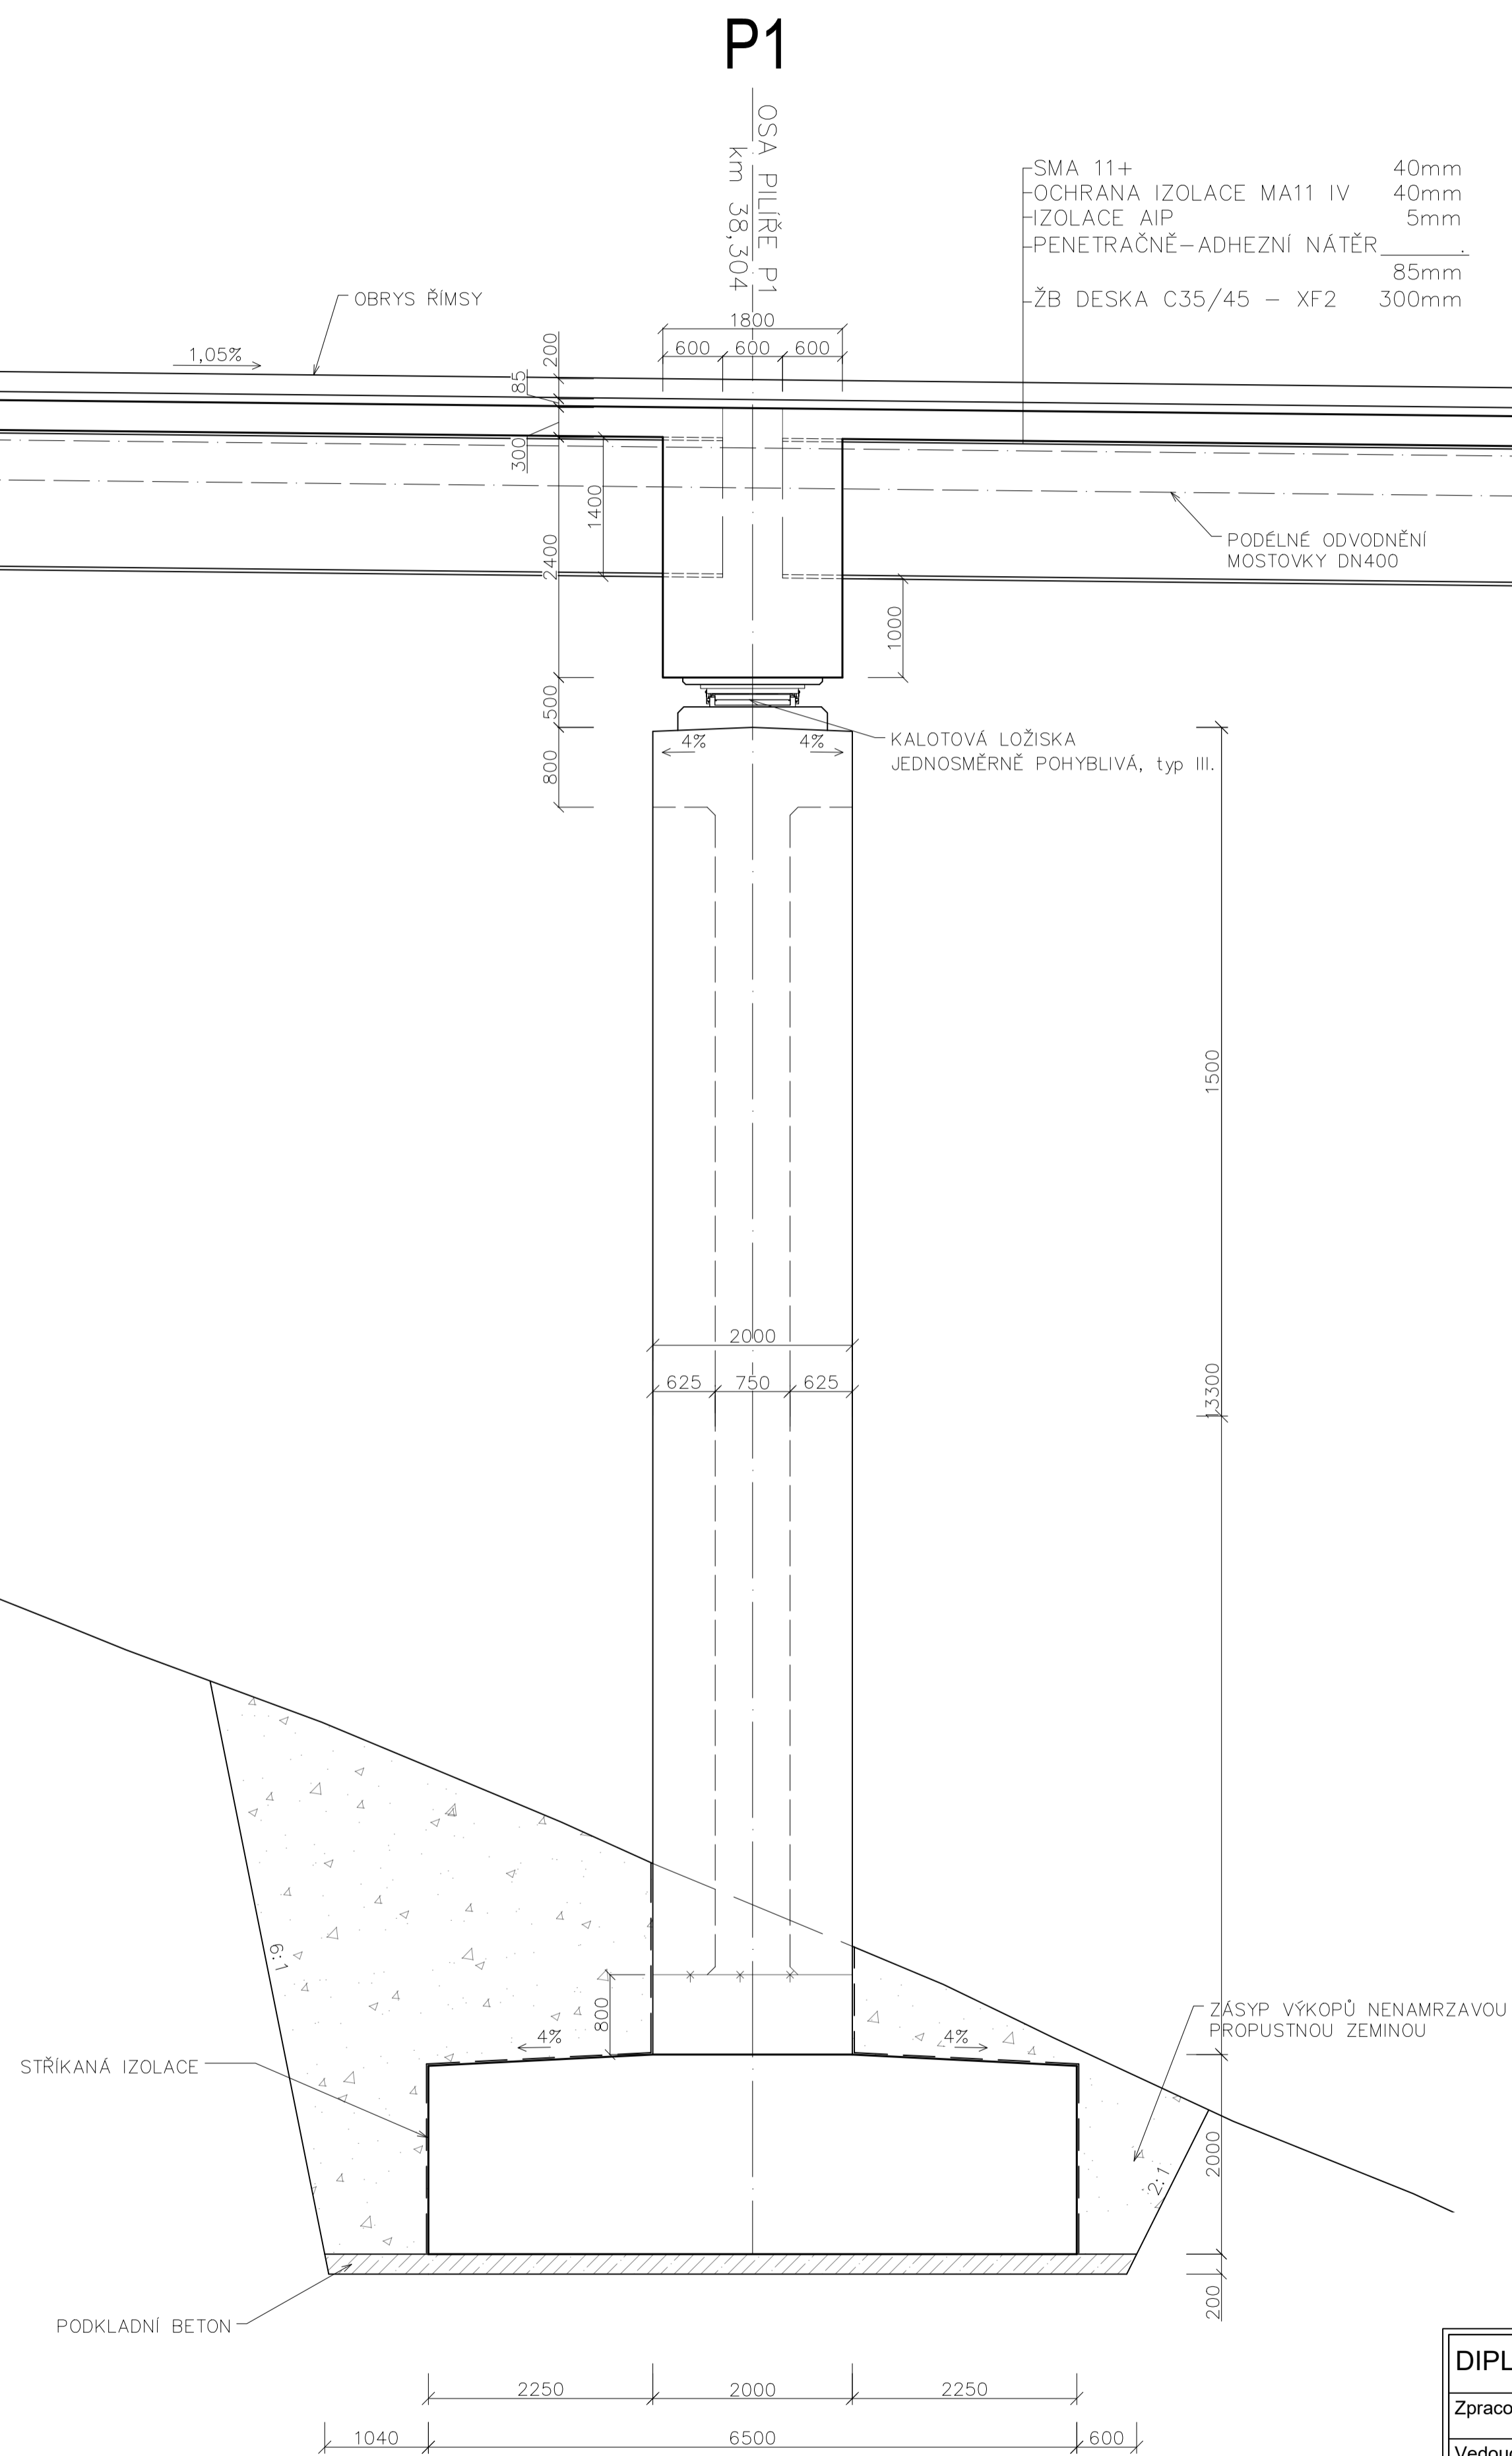 P1
OSA PILÍŘE P1
km 38,304
SMA 11+ 40mm
OCHRANA IZOLACE MA11 IV 40mm
IZOLACE AIP 5mm
PENETRAČNĚ-ADHEZNÍ NÁTĚR
85mm
ŽB DESKA C35/45 - XF2 300mm
OBRYS ŘÍMSY
1,05%
1800
600 600 600
200
85
300
1400
2400
PODÉLNÉ ODVODNĚNÍ
MOSTOVKY DN400
1000
500
KALOTOVÁ LOŽISKA
JEDNOSMĚRNĚ POHYBLIVÁ, typ III.
4% 4%
800
1500
2000
625 750 625
13300
6:1
800
4% 4%
ZÁSYP VÝKOPŮ NENAMRZAVOU
PROPUSTNOU ZEMINOU
STŘÍKANÁ IZOLACE
2000
2:1
200
PODKLADNÍ BETON
2250 2000 2250
1040 6500 600
DIPL
Zpraco
Vedouc